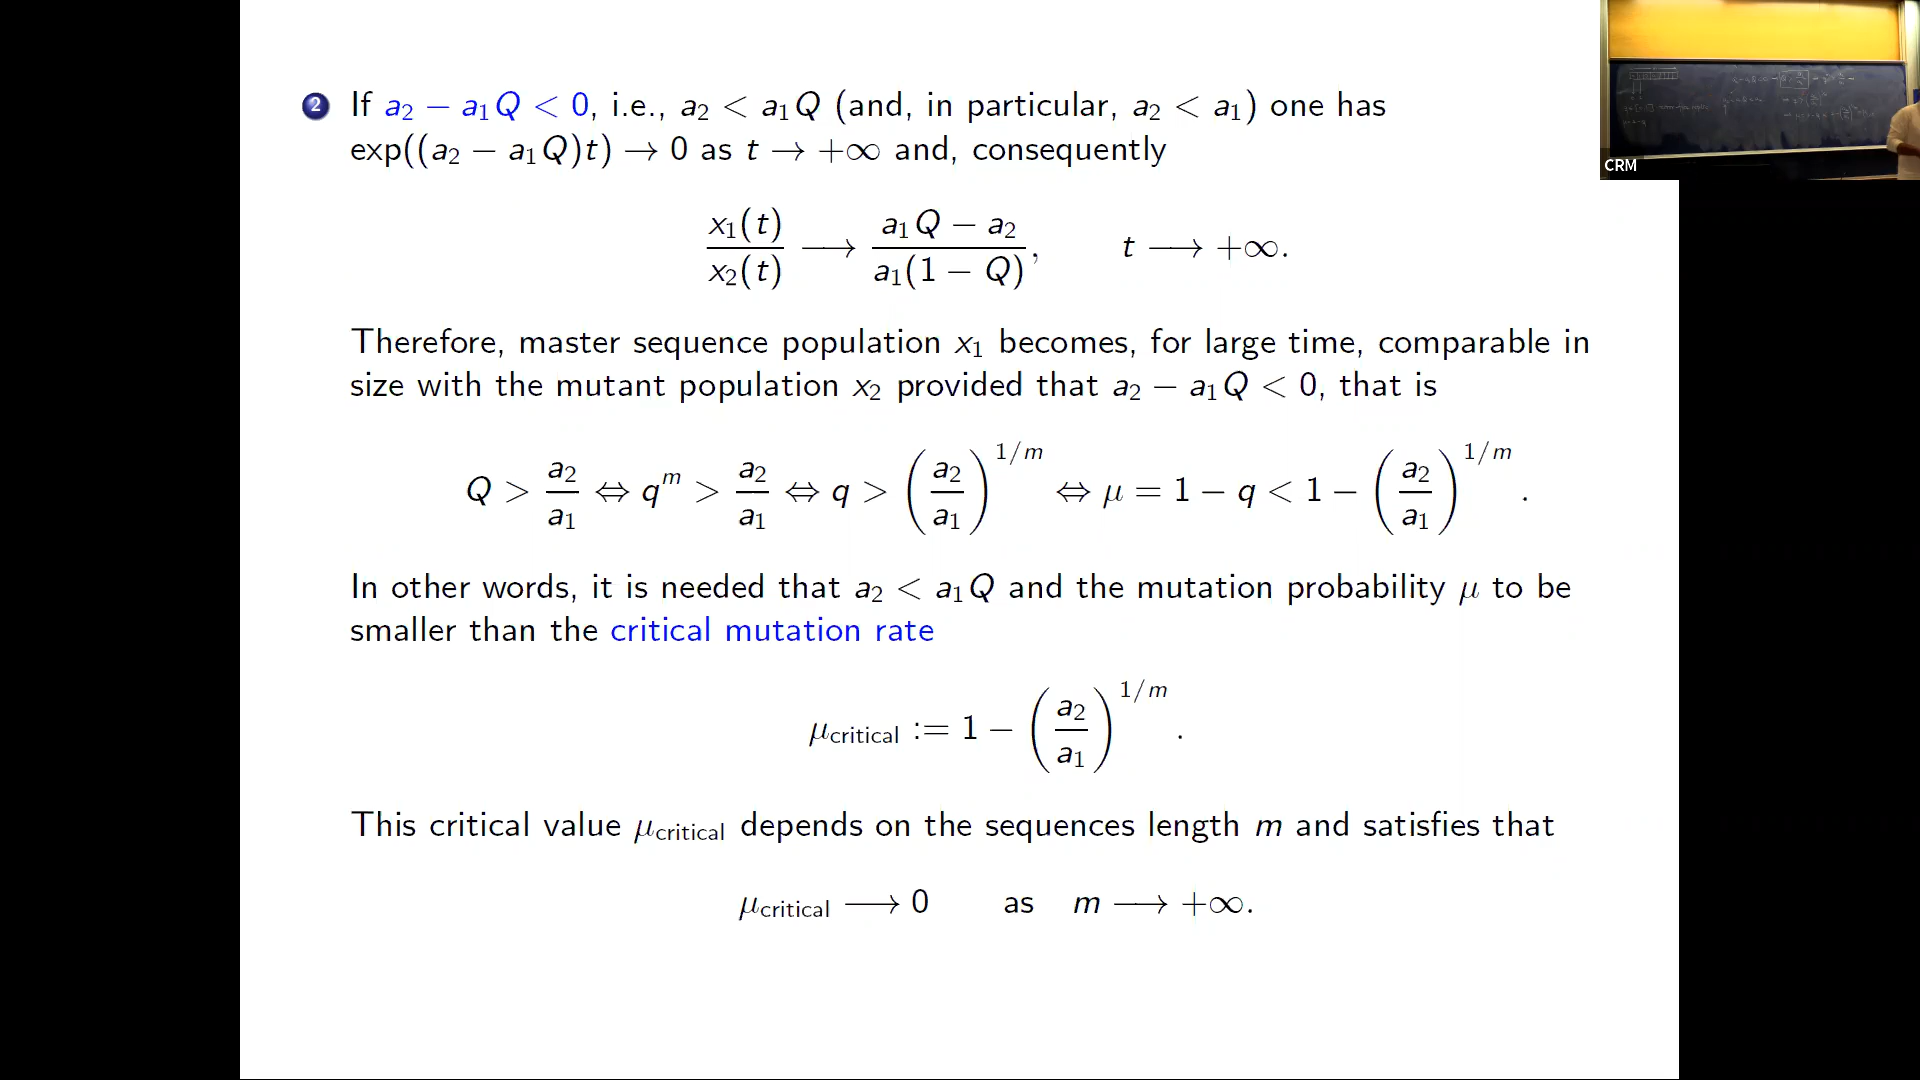 2 If a₂ − a₁Q < 0, i.e., a₂ < a₁Q (and, in particular, a₂ < a₁) one has
exp((a₂ − a₁Q)t) → 0 as t → +∞ and, consequently
x₁(t)/x₂(t) ⟶ (a₁Q − a₂)/(a₁(1 − Q)), t ⟶ +∞.
Therefore, master sequence population x₁ becomes, for large time, comparable in
size with the mutant population x₂ provided that a₂ − a₁Q < 0, that is
Q > a₂/a₁ ⇔ qᵐ > a₂/a₁ ⇔ q > (a₂/a₁)^{1/m} ⇔ μ = 1 − q < 1 − (a₂/a₁)^{1/m}.
In other words, it is needed that a₂ < a₁Q and the mutation probability μ to be
smaller than the critical mutation rate
μ_critical := 1 − (a₂/a₁)^{1/m}.
This critical value μ_critical depends on the sequences length m and satisfies that
μ_critical ⟶ 0 as m ⟶ +∞.
CRM